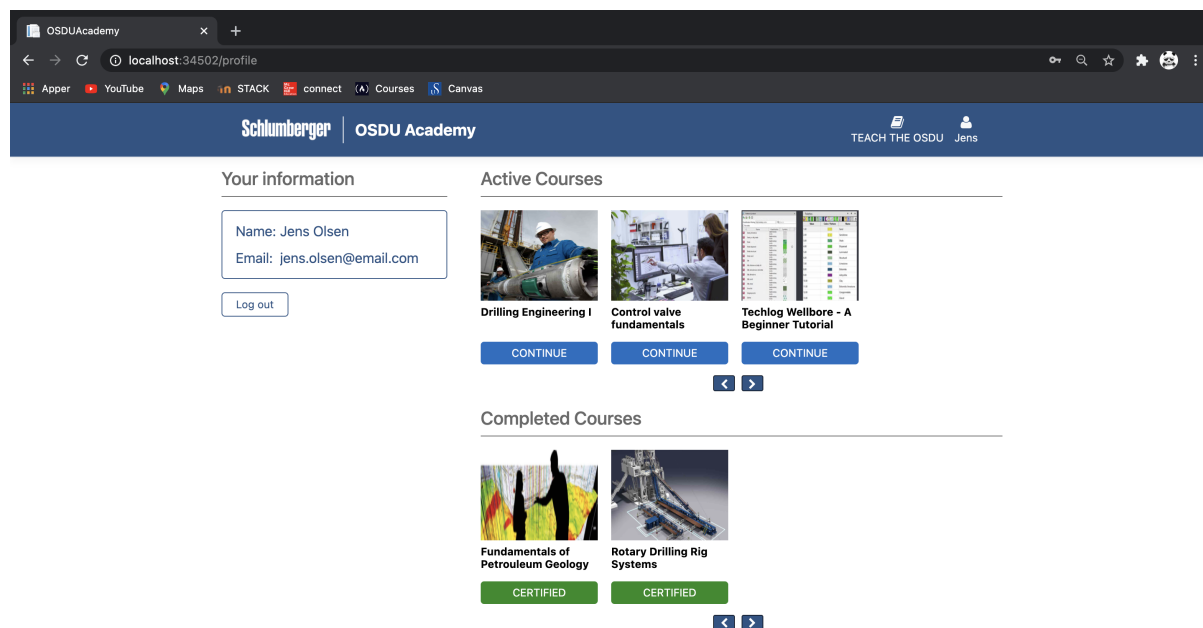 OSDUAcademy
localhost:34502/profile
Apper YouTube Maps STACK connect Courses Canvas
Schlumberger OSDU Academy
TEACH THE OSDU Jens
Your information
Name: Jens Olsen
Email: jens.olsen@email.com
Log out
Active Courses
Drilling Engineering I
Control valve
fundamentals
Techlog Wellbore - A
Beginner Tutorial
CONTINUE CONTINUE CONTINUE
Completed Courses
Fundamentals of
Petrouleum Geology
Rotary Drilling Rig
Systems
CERTIFIED CERTIFIED